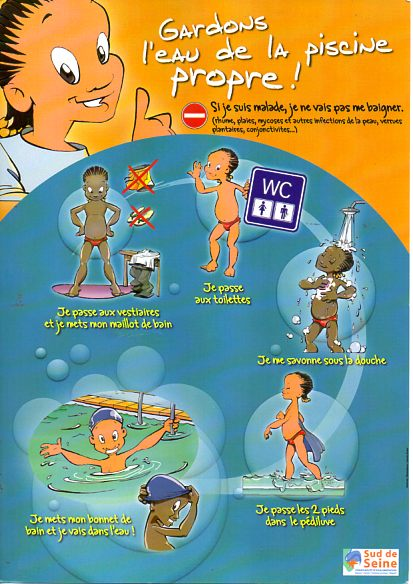 Gardons
l'eau de la piscine
propre !
Si je suis malade, je ne vais pas me baigner.
(rhume, plaies, mycoses et autres infections de la peau, verrues
plantaires, conjonctivites...)
WC
Je passe aux vestiaires
et je mets mon maillot de bain
Je passe
aux toilettes
Je me savonne sous la douche
Je mets mon bonnet de
bain et je vais dans l'eau !
Je passe les 2 pieds
dans le pédiluve
Sud de
Seine